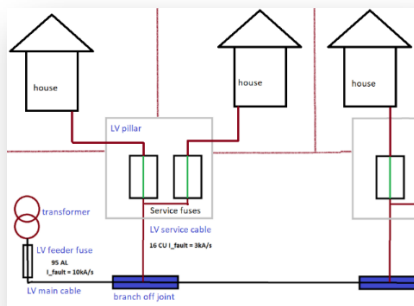 house
house
house
LV pillar
Service fuses
transformer
LV service cable
16 CU I_fault = 3kA/s
LV feeder fuse
95 AL
I_fault = 10kA/s
LV main cable
branch off joint